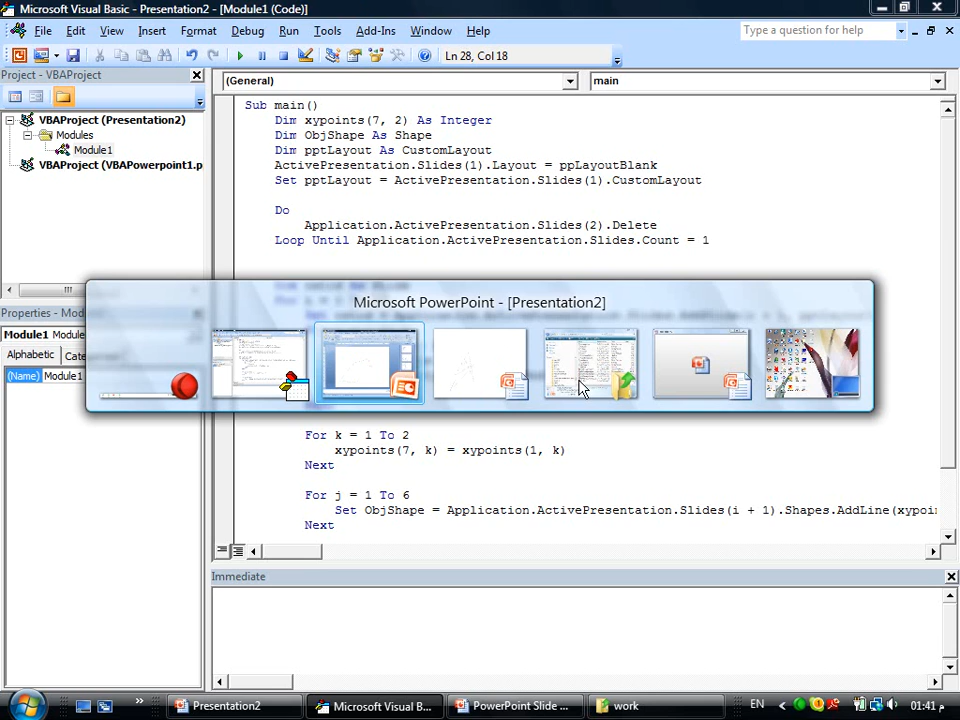 Microsoft Visual Basic - Presentation2 - [Module1 (Code)]
File Edit View Insert Format Debug Run Tools Add-Ins Window Help
Type a question for help
Ln 28, Col 18
Project - VBAProject
(General)
main
VBAProject (Presentation2)
Modules
Module1
VBAProject (VBAPowerpoint1.p
Sub main()
Dim xypoints(7, 2) As Integer
Dim ObjShape As Shape
Dim pptLayout As CustomLayout
ActivePresentation.Slides(1).Layout = ppLayoutBlank
Set pptLayout = ActivePresentation.Slides(1).CustomLayout
Do
Application.ActivePresentation.Slides(2).Delete
Loop Until Application.ActivePresentation.Slides.Count = 1
Microsoft PowerPoint - [Presentation2]
Properties - Mod
Module1 Module
Alphabetic
(Name) Module1
For k = 1 To 2
xypoints(7, k) = xypoints(1, k)
Next
For j = 1 To 6
Set ObjShape = Application.ActivePresentation.Slides(i + 1).Shapes.AddLine(xypoi
Next
Immediate
Presentation2
Microsoft Visual B...
PowerPoint Slide ...
work
EN
01:41 م